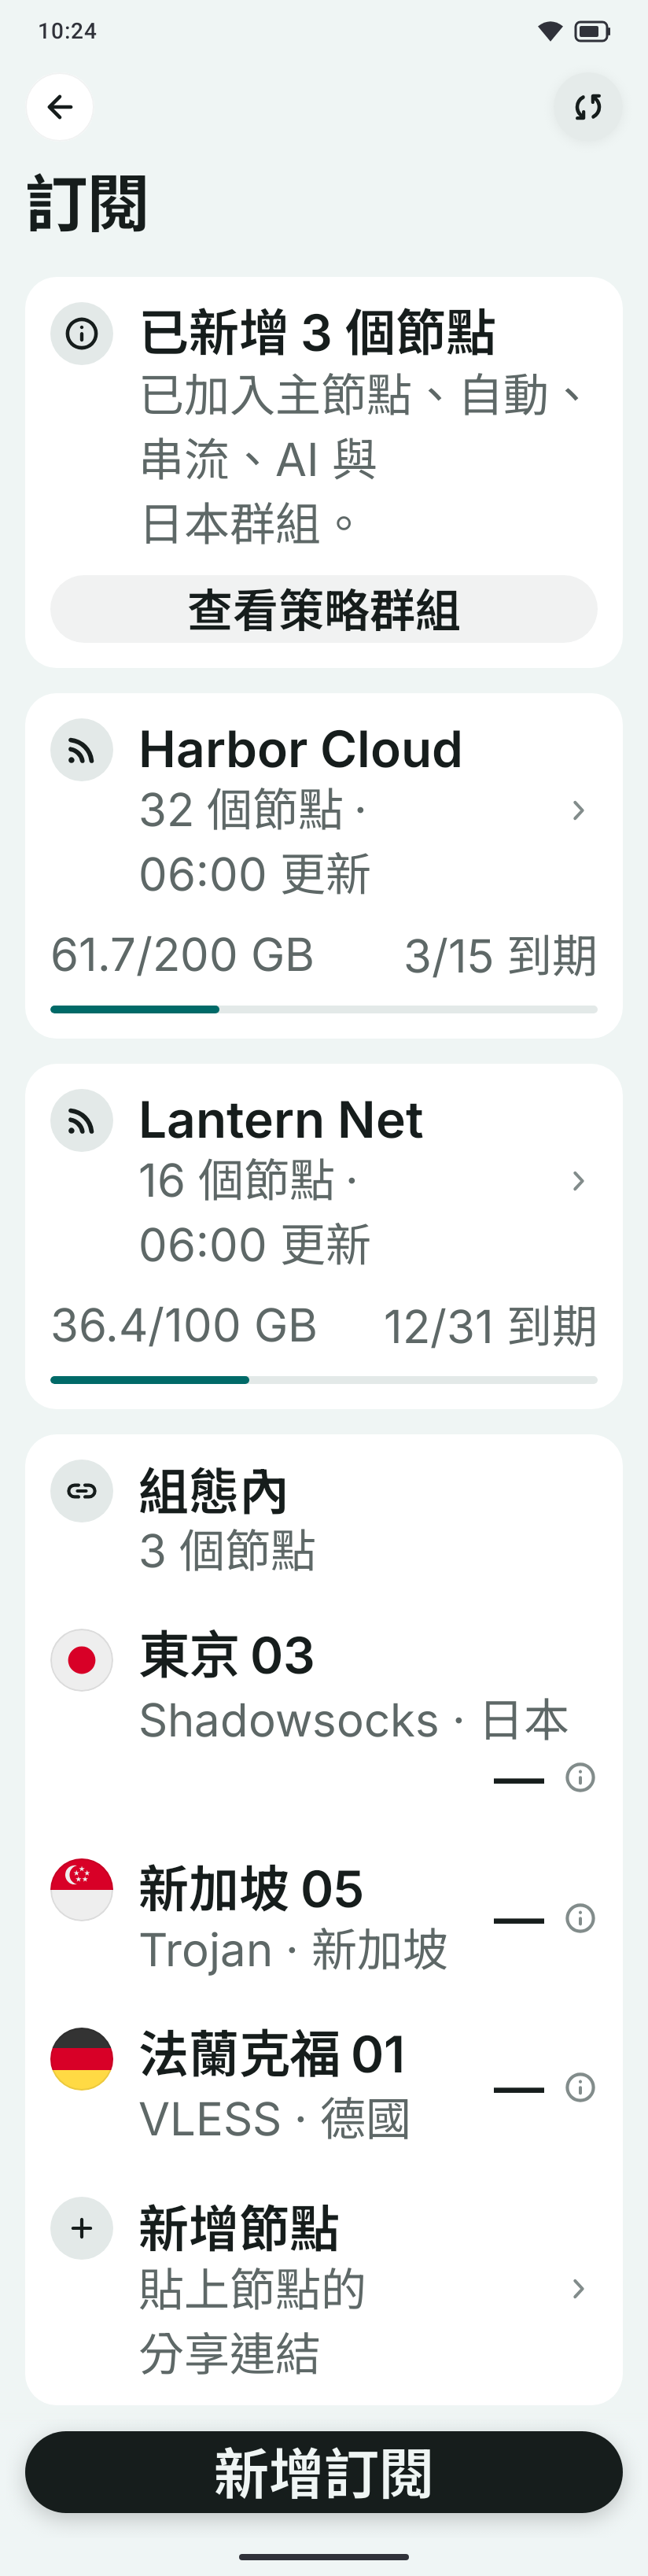 10:24
訂閱
已新增 3 個節點
已加入主節點、自動、
串流、AI 與
日本群組。
查看策略群組
Harbor Cloud
32 個節點 ·
06:00 更新
61.7/200 GB
3/15 到期
Lantern Net
16 個節點 ·
06:00 更新
36.4/100 GB
12/31 到期
組態內
3 個節點
東京 03
Shadowsocks · 日本
—
新加坡 05
Trojan · 新加坡
—
法蘭克福 01
VLESS · 德國
—
新增節點
貼上節點的
分享連結
新增訂閱